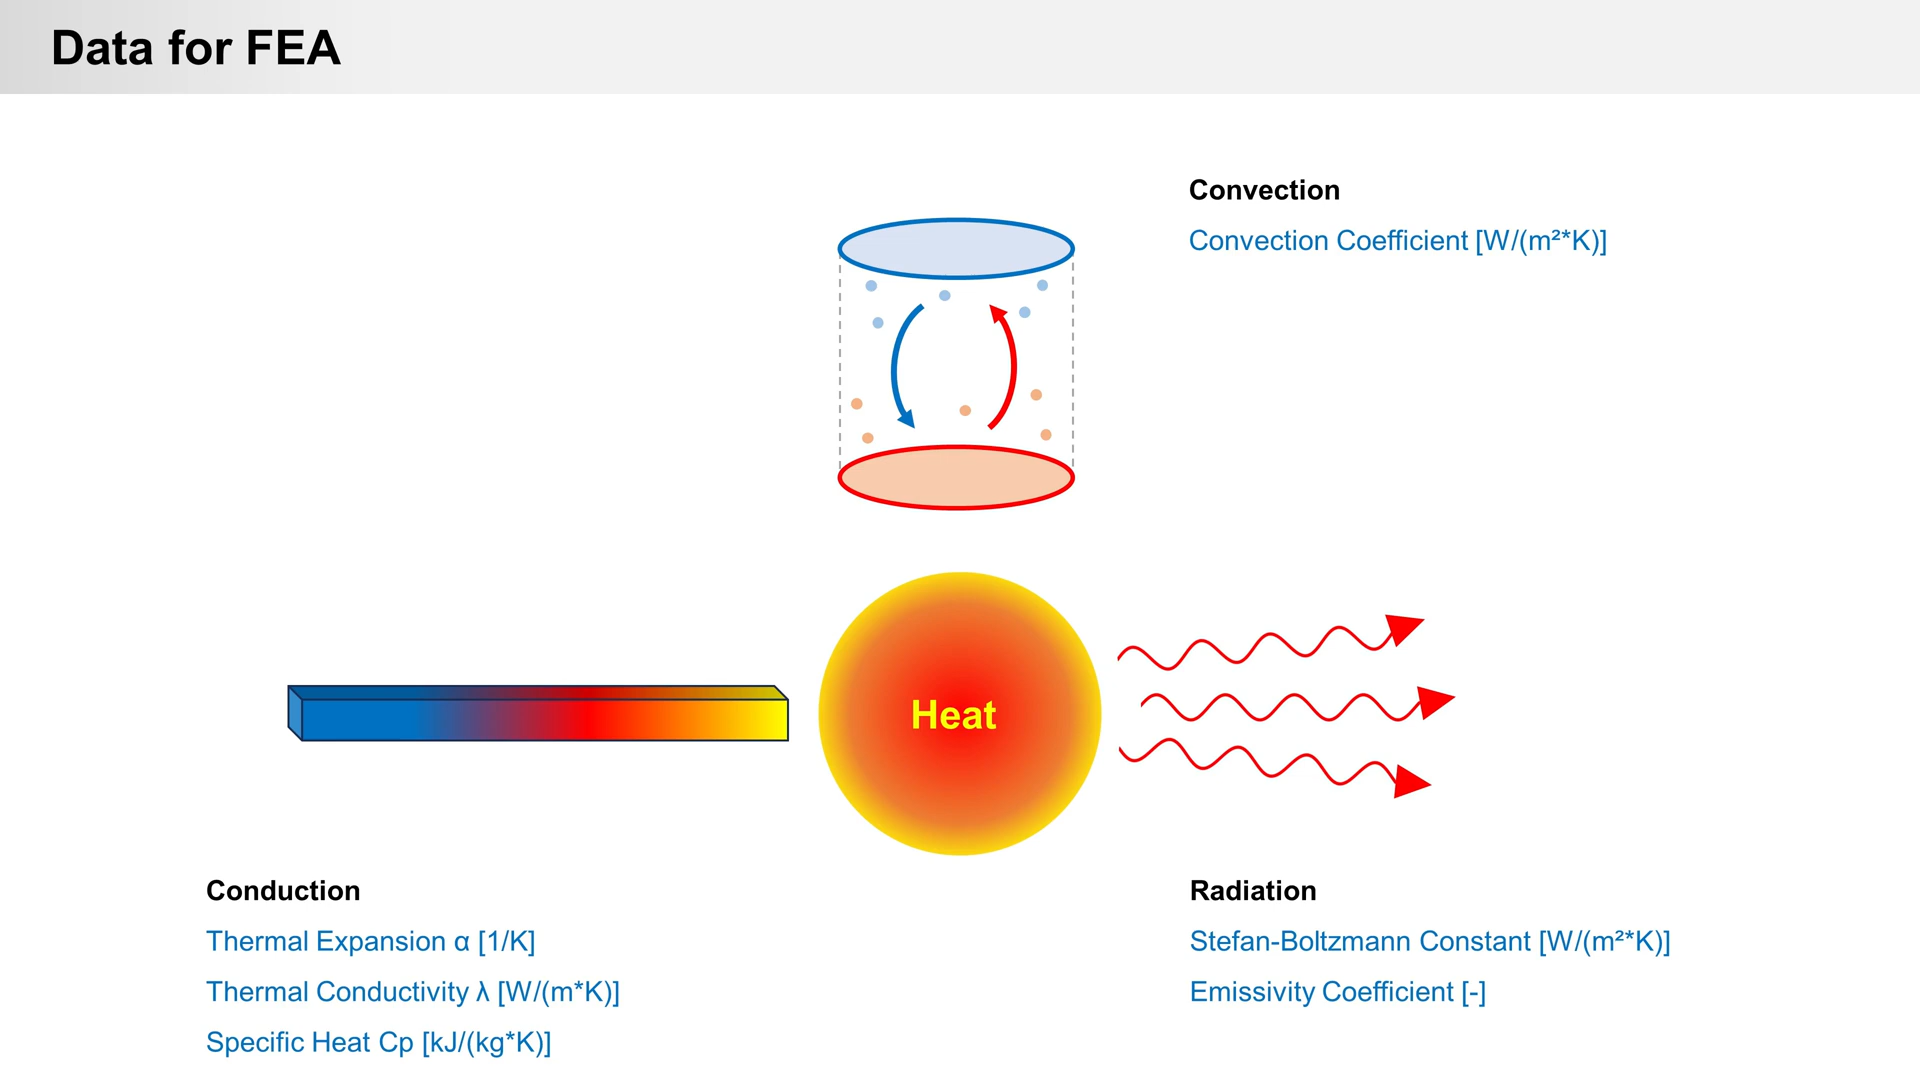 Data for FEA
Convection
Convection Coefficient [W/(m²*K)]
Heat
Conduction
Thermal Expansion α [1/K]
Thermal Conductivity λ [W/(m*K)]
Specific Heat Cp [kJ/(kg*K)]
Radiation
Stefan-Boltzmann Constant [W/(m²*K)]
Emissivity Coefficient [-]